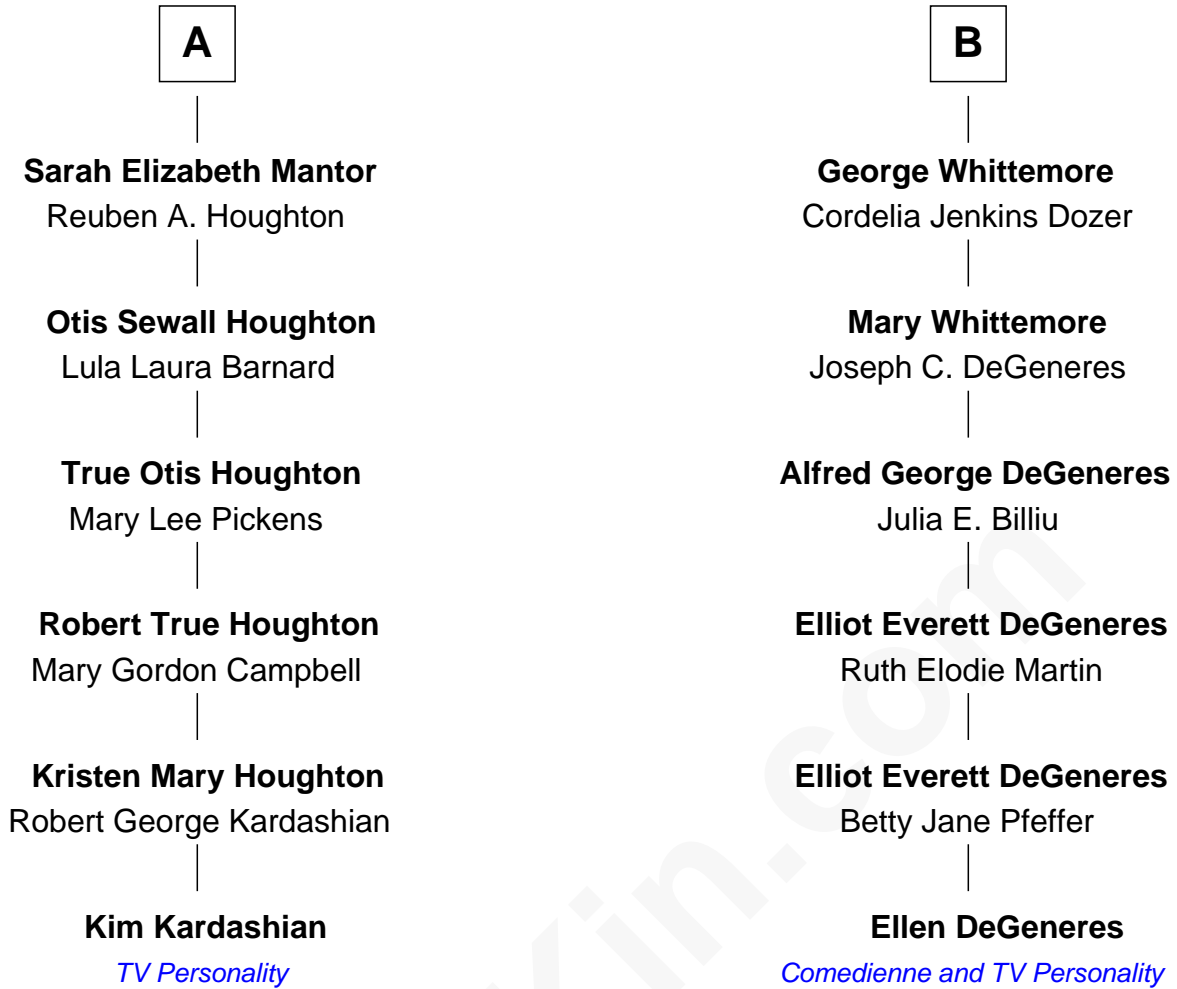 A
Sarah Elizabeth Mantor
Reuben A. Houghton
Otis Sewall Houghton
Lula Laura Barnard
True Otis Houghton
Mary Lee Pickens
Robert True Houghton
Mary Gordon Campbell
Kristen Mary Houghton
Robert George Kardashian
Kim Kardashian
TV Personality
B
George Whittemore
Cordelia Jenkins Dozer
Mary Whittemore
Joseph C. DeGeneres
Alfred George DeGeneres
Julia E. Billiu
Elliot Everett DeGeneres
Ruth Elodie Martin
Elliot Everett DeGeneres
Betty Jane Pfeffer
Ellen DeGeneres
Comedienne and TV Personality